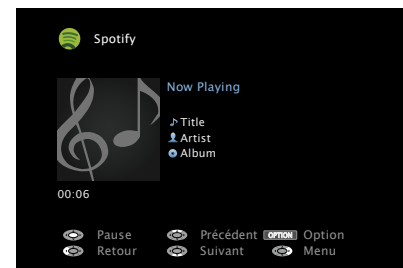 Spotify
Now Playing
Title
Artist
Album
00:06
Pause Précédent OPTION Option
Retour Suivant Menu